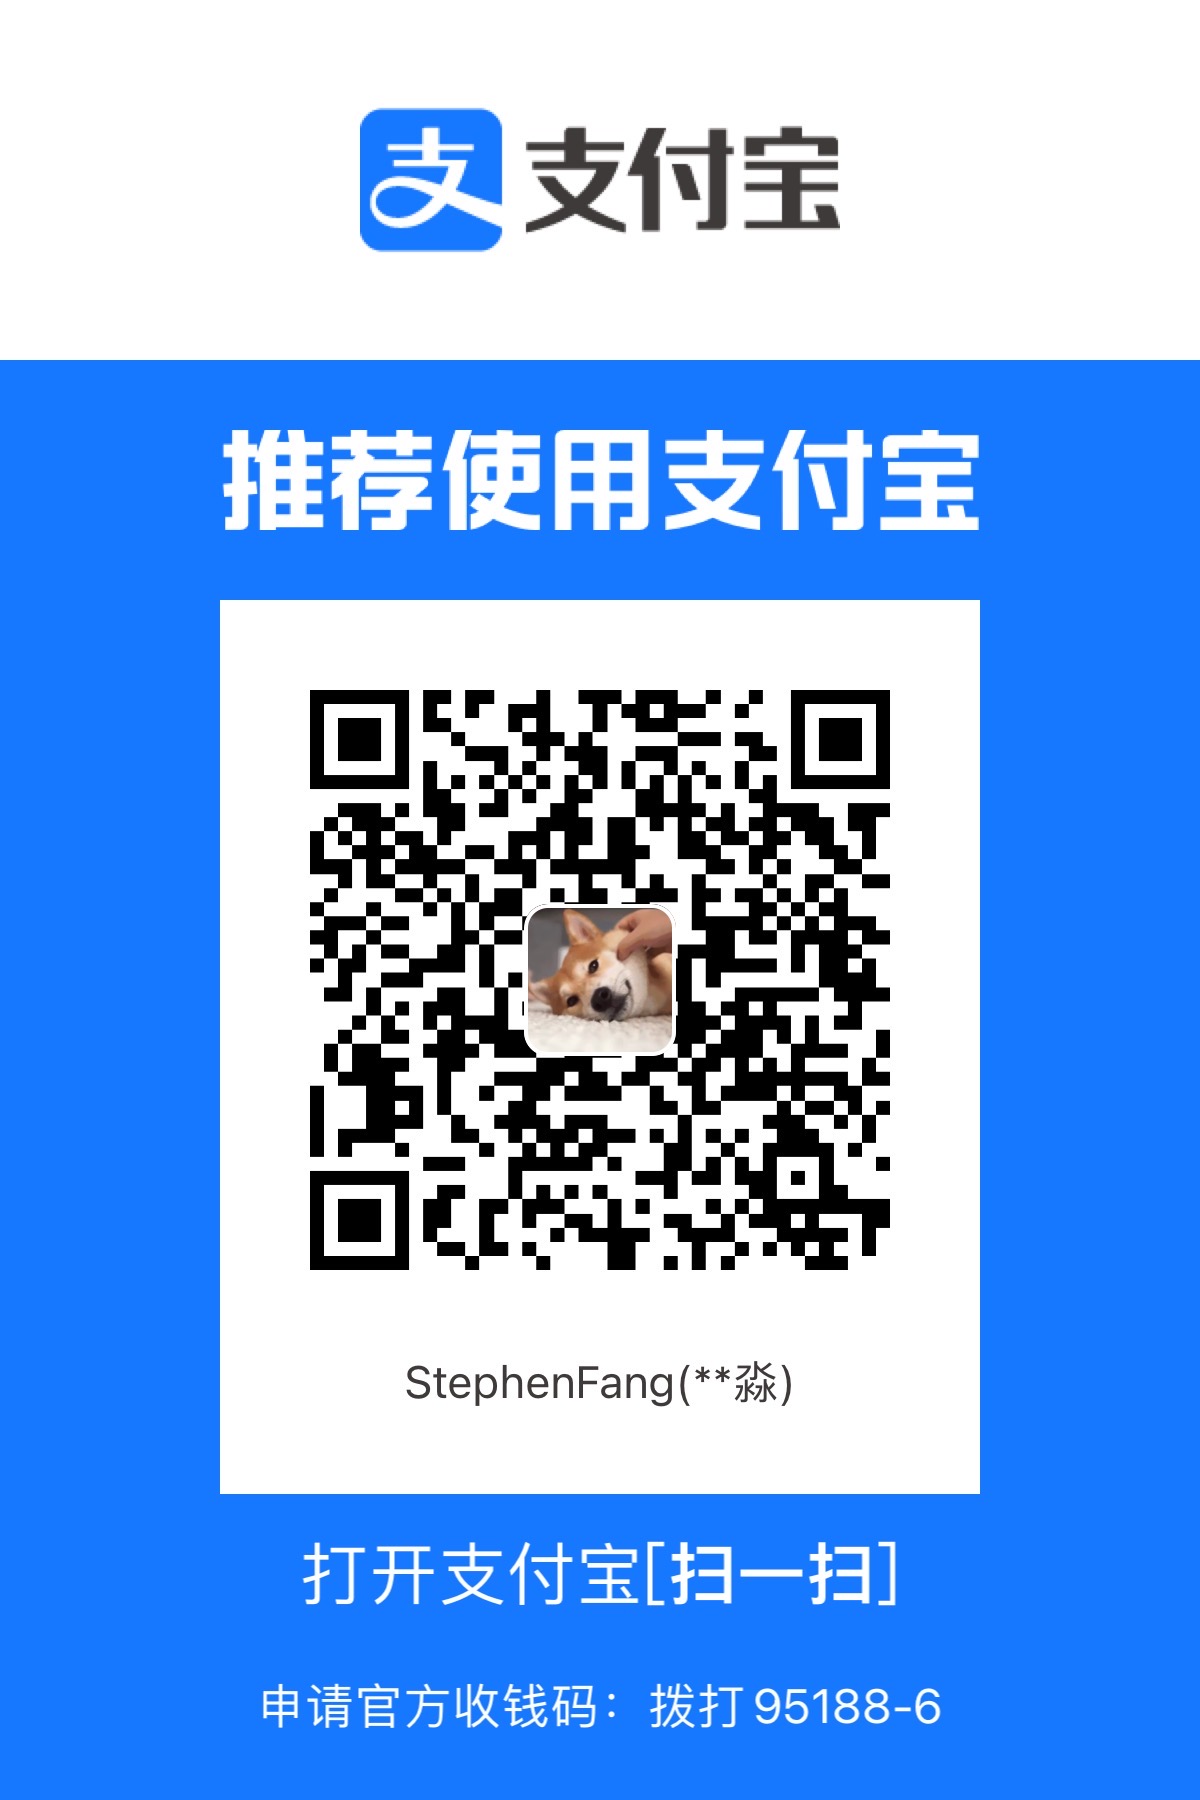 支 支付宝
推荐使用支付宝
StephenFang(**淼)
打开支付宝[扫一扫]
申请官方收钱码：拨打 95188-6